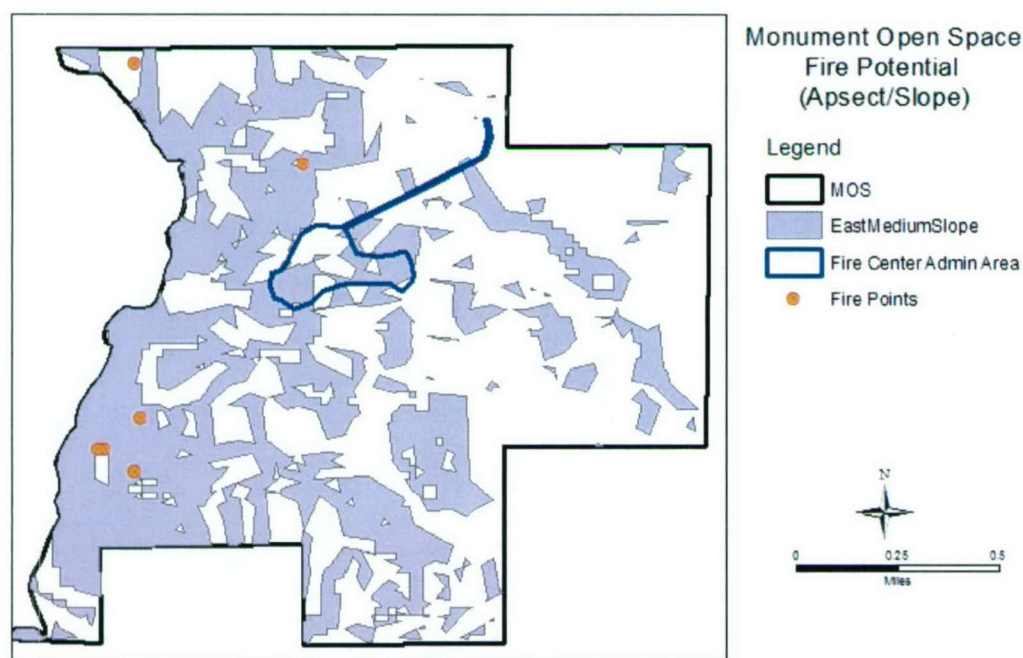 Monument Open Space
Fire Potential
(Apsect/Slope)
Legend
MOS
EastMediumSlope
Fire Center Admin Area
Fire Points
N
0 0.25 0.5
Miles